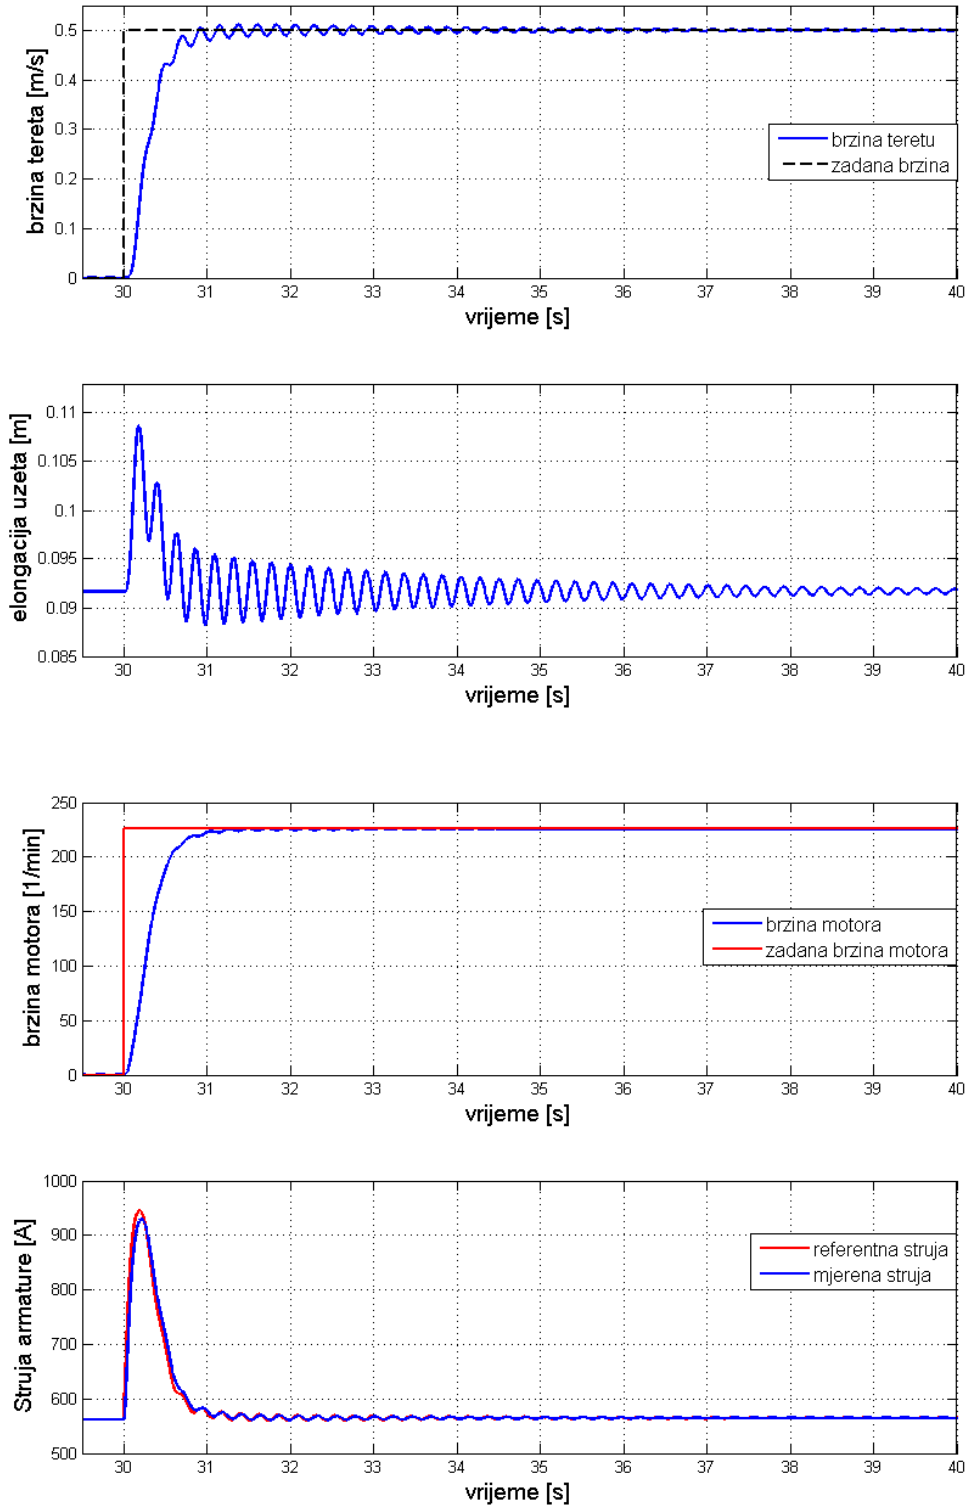 brzina tereta [m/s]
0.5
0.4
0.3
0.2
0.1
0
brzina teretu
zadana brzina
30 31 32 33 34 35 36 37 38 39 40
vrijeme [s]
elongacija uzeta [m]
0.11
0.105
0.1
0.095
0.09
0.085
30 31 32 33 34 35 36 37 38 39 40
vrijeme [s]
brzina motora [1/min]
250
200
150
100
50
0
brzina motora
zadana brzina motora
30 31 32 33 34 35 36 37 38 39 40
vrijeme [s]
Struja armature [A]
1000
900
800
700
600
500
referentna struja
mjerena struja
30 31 32 33 34 35 36 37 38 39 40
vrijeme [s]